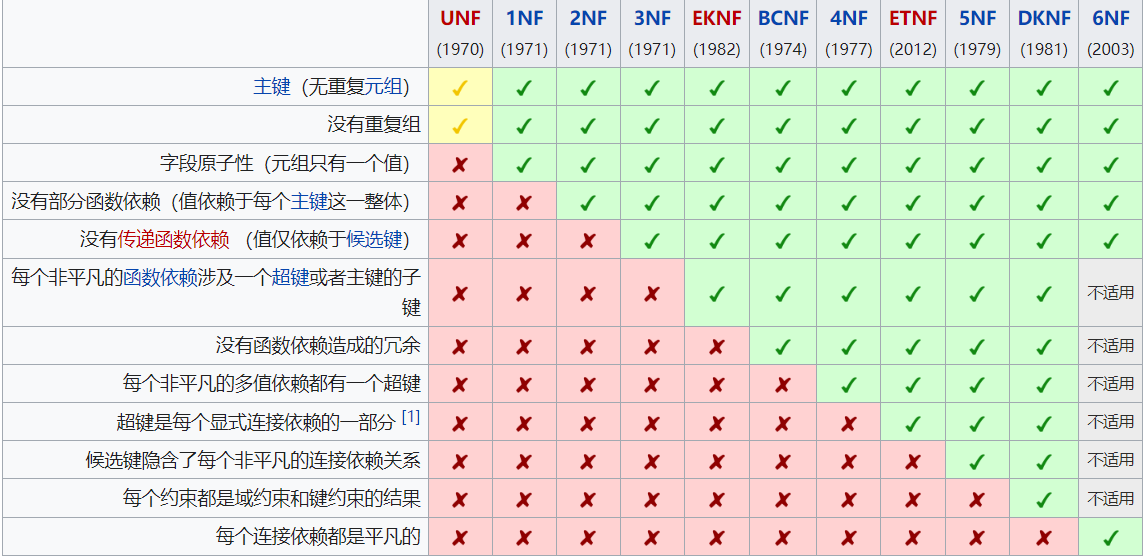 UNF 1NF 2NF 3NF EKNF BCNF 4NF ETNF 5NF DKNF 6NF
(1970) (1971) (1971) (1971) (1982) (1974) (1977) (2012) (1979) (1981) (2003)
主键（无重复元组） ✓ ✓ ✓ ✓ ✓ ✓ ✓ ✓ ✓ ✓ ✓
没有重复组 ✓ ✓ ✓ ✓ ✓ ✓ ✓ ✓ ✓ ✓ ✓
字段原子性（元组只有一个值） ✘ ✓ ✓ ✓ ✓ ✓ ✓ ✓ ✓ ✓ ✓
没有部分函数依赖（值依赖于每个主键这一整体） ✘ ✘ ✓ ✓ ✓ ✓ ✓ ✓ ✓ ✓ ✓
没有传递函数依赖 （值仅依赖于候选键） ✘ ✘ ✘ ✓ ✓ ✓ ✓ ✓ ✓ ✓ ✓
每个非平凡的函数依赖涉及一个超键或者主键的子
键 ✘ ✘ ✘ ✘ ✓ ✓ ✓ ✓ ✓ ✓ 不适用
没有函数依赖造成的冗余 ✘ ✘ ✘ ✘ ✘ ✓ ✓ ✓ ✓ ✓ 不适用
每个非平凡的多值依赖都有一个超键 ✘ ✘ ✘ ✘ ✘ ✘ ✓ ✓ ✓ ✓ 不适用
超键是每个显式连接依赖的一部分 [1] ✘ ✘ ✘ ✘ ✘ ✘ ✘ ✓ ✓ ✓ 不适用
候选键隐含了每个非平凡的连接依赖关系 ✘ ✘ ✘ ✘ ✘ ✘ ✘ ✘ ✓ ✓ 不适用
每个约束都是域约束和键约束的结果 ✘ ✘ ✘ ✘ ✘ ✘ ✘ ✘ ✘ ✓ 不适用
每个连接依赖都是平凡的 ✘ ✘ ✘ ✘ ✘ ✘ ✘ ✘ ✘ ✘ ✓